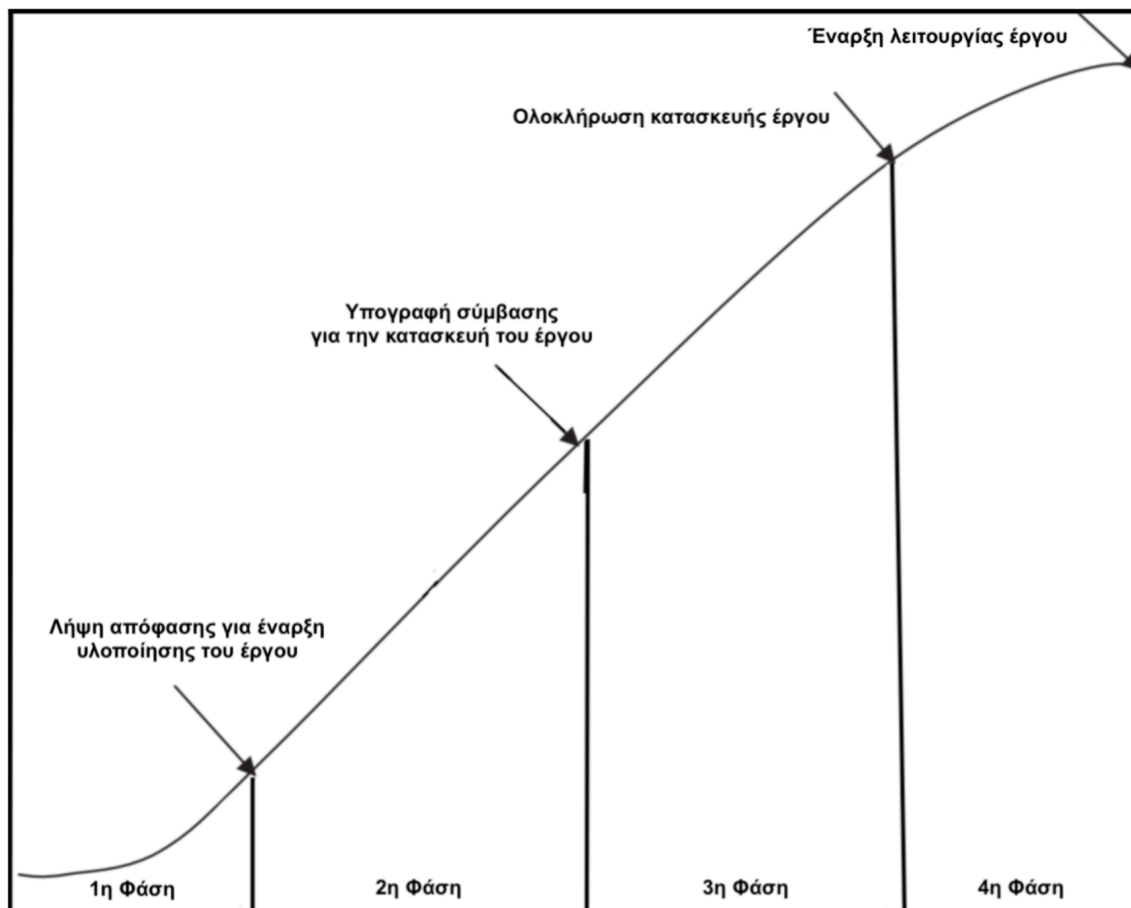 Έναρξη λειτουργίας έργου
Ολοκλήρωση κατασκευής έργου
Υπογραφή σύμβασης
για την κατασκευή του έργου
Λήψη απόφασης για έναρξη
υλοποίησης του έργου
1η Φάση
2η Φάση
3η Φάση
4η Φάση